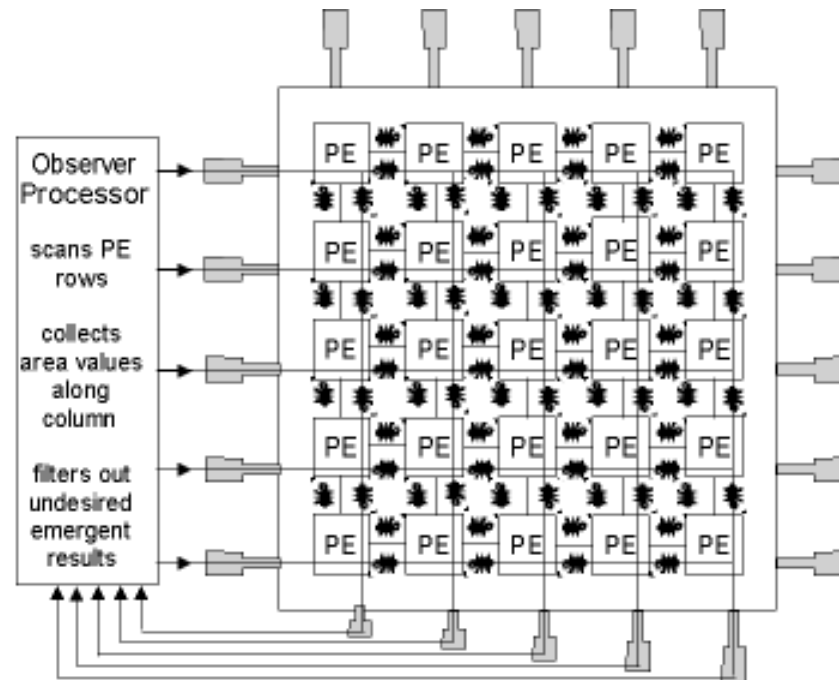 Observer
Processor
scans PE
rows
collects
area values
along
column
filters out
undesired
emergent
results
PE PE PE PE PE
PE PE PE PE PE
PE PE PE PE PE
PE PE PE PE PE
PE PE PE PE PE